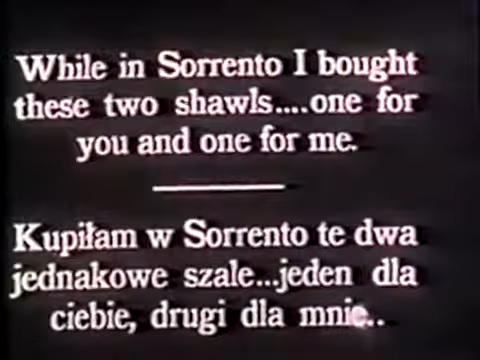 While in Sorrento I bought
these two shawls....one for
you and one for me.
Kupiłam w Sorrento te dwa
jednakowe szale...jeden dla
ciebie, drugi dla mnie..